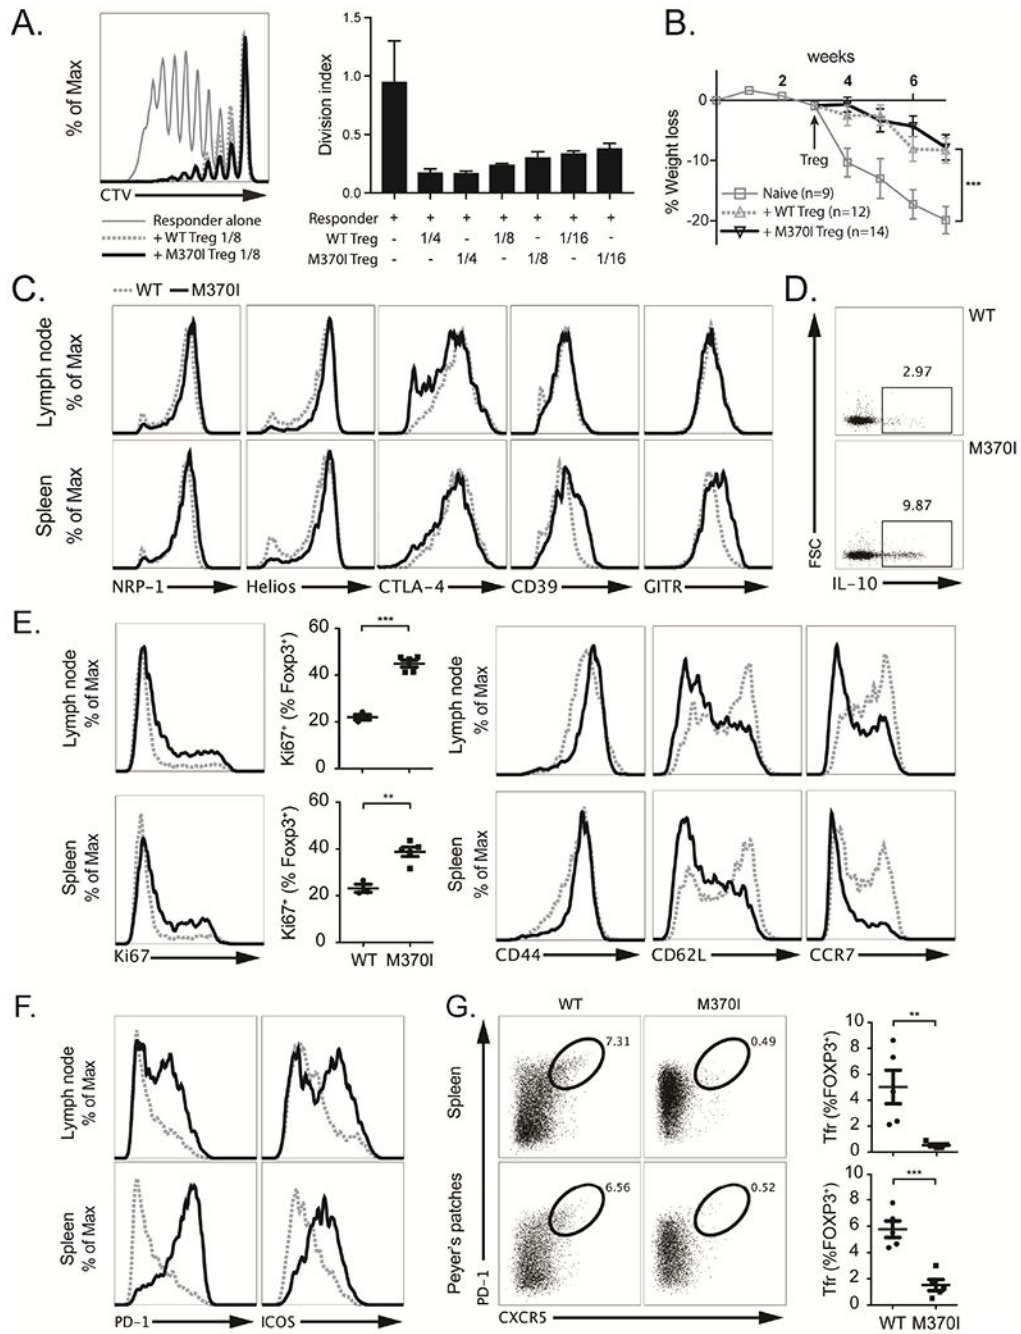 A.
% of Max
CTV
Responder alone
+ WT Treg 1/8
+ M370I Treg 1/8
Division index
1.5
1.0
0.5
0.0
Responder + + + + + + +
WT Treg - 1/4 - 1/8 - 1/16 -
M370I Treg - - 1/4 - 1/8 - 1/16
B.
weeks
2 4 6
% Weight loss
0
-10
-20
Treg
Naive (n=9)
+ WT Treg (n=12)
+ M370I Treg (n=14)
***
C.
WT M370I
Lymph node
% of Max
Spleen
% of Max
NRP-1 Helios CTLA-4 CD39 GITR
D.
WT
2.97
M370I
9.87
FSC
IL-10
E.
Lymph node
% of Max
Ki67⁺ (% Foxp3⁺)
60
40
20
0
***
Spleen
% of Max
Ki67
Ki67⁺ (% Foxp3⁺)
60
40
20
0
**
WT M370I
Lymph node
% of Max
Spleen
% of Max
CD44 CD62L CCR7
F.
Lymph node
% of Max
Spleen
% of Max
PD-1 ICOS
G.
WT M370I
Spleen
7.31 0.49
Peyer's patches
6.56 0.52
PD-1
CXCR5
Tfr (%FOXP3⁺)
10
8
6
4
2
0
**
Tfr (%FOXP3⁺)
10
8
6
4
2
0
***
WT M370I